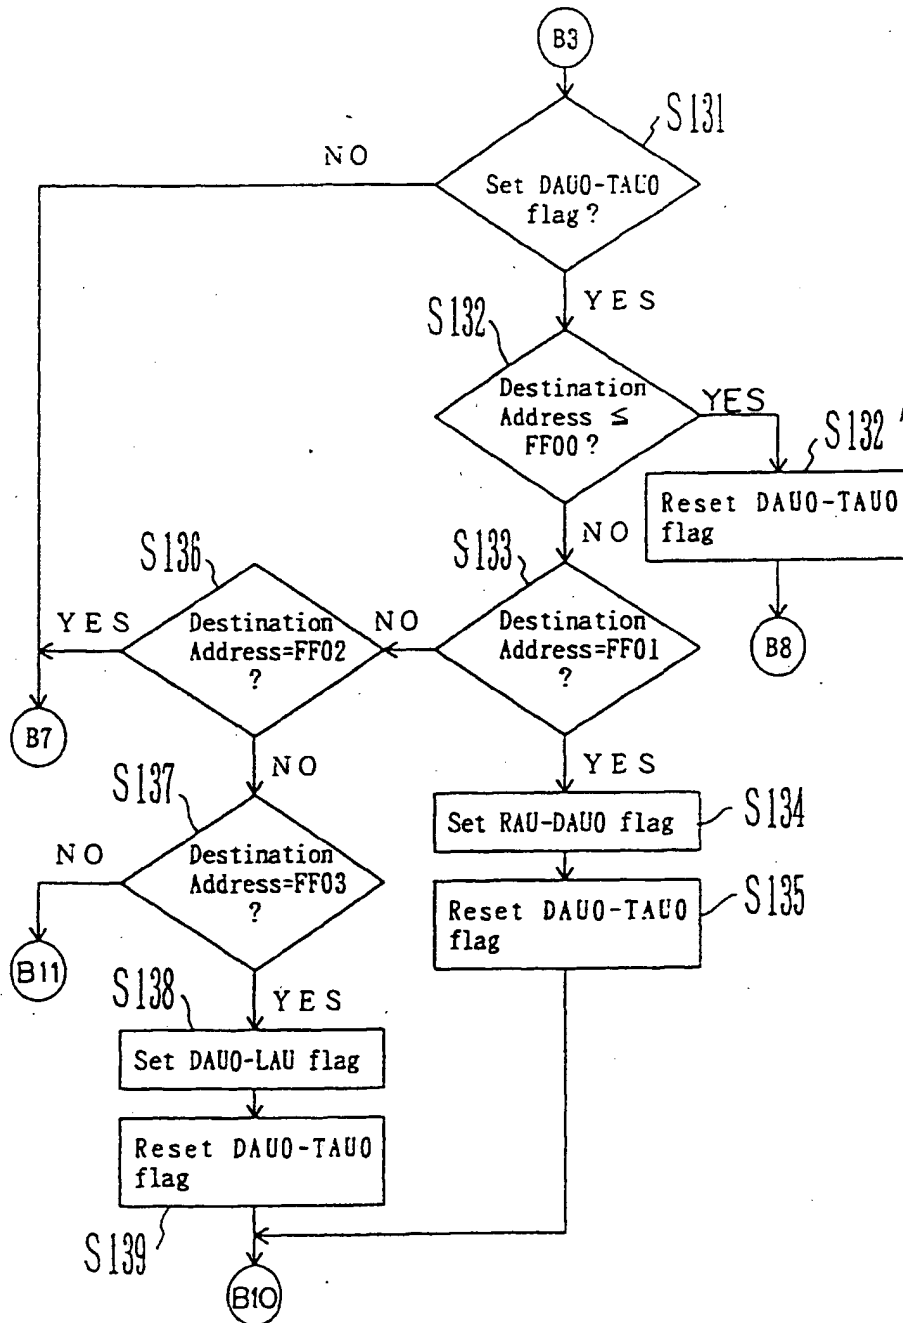 B3
S131
NO
Set DAU0-TAU0
flag?
YES
S132
Destination
Address ≤
FF00?
YES
S132'
Reset DAU0-TAU0
flag
NO
S136
S133
Destination
Address=FF02
?
YES
NO
Destination
Address=FF01
?
B8
B7
NO
YES
S137
Set RAU-DAU0 flag
S134
NO
Destination
Address=FF03
?
Reset DAU0-TAU0
flag
S135
B11
S138
YES
Set DAU0-LAU flag
Reset DAU0-TAU0
flag
S139
B10